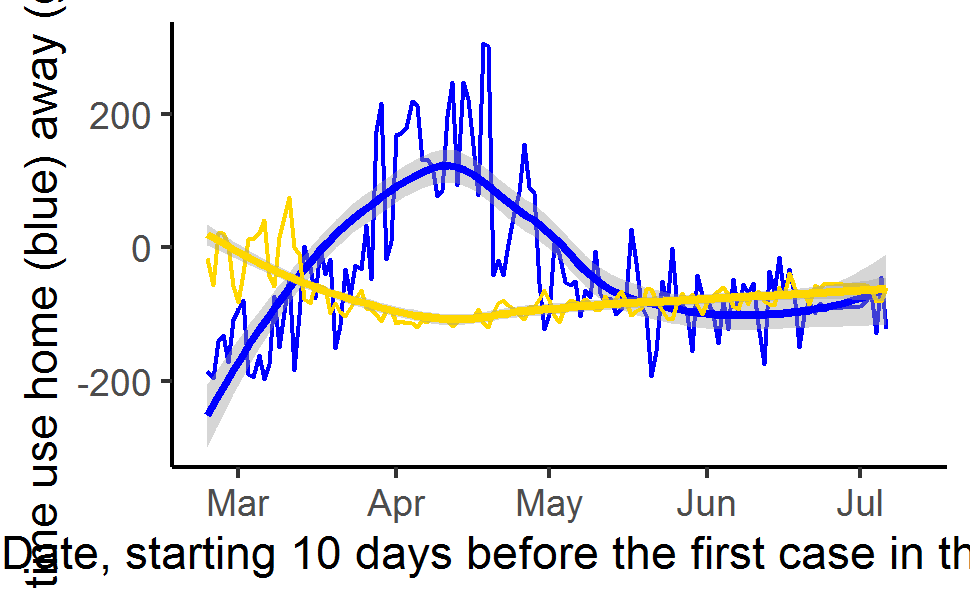 time use home (blue) away (
200
0
-200
Mar Apr May Jun Jul
Date, starting 10 days before the first case in th